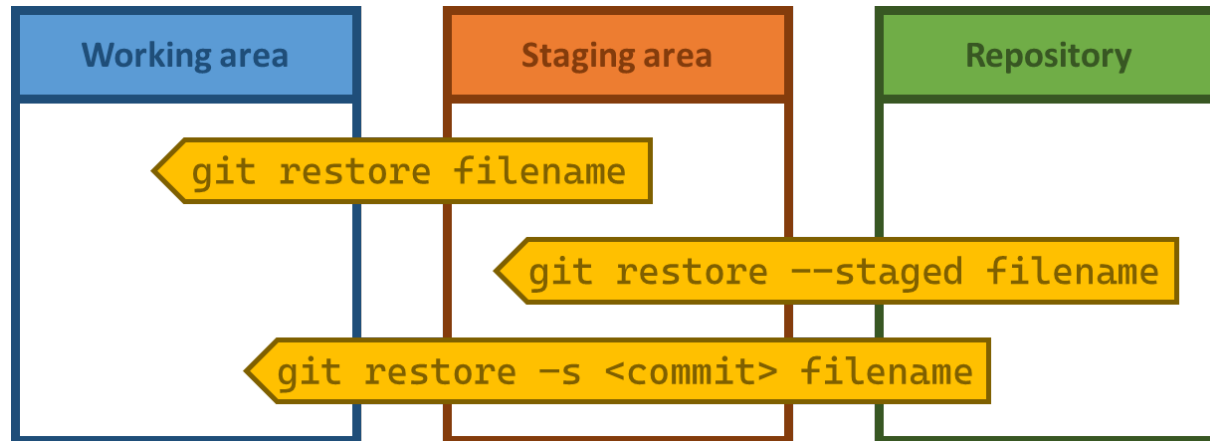 Working area
Staging area
Repository
git restore filename
git restore --staged filename
git restore -s <commit> filename